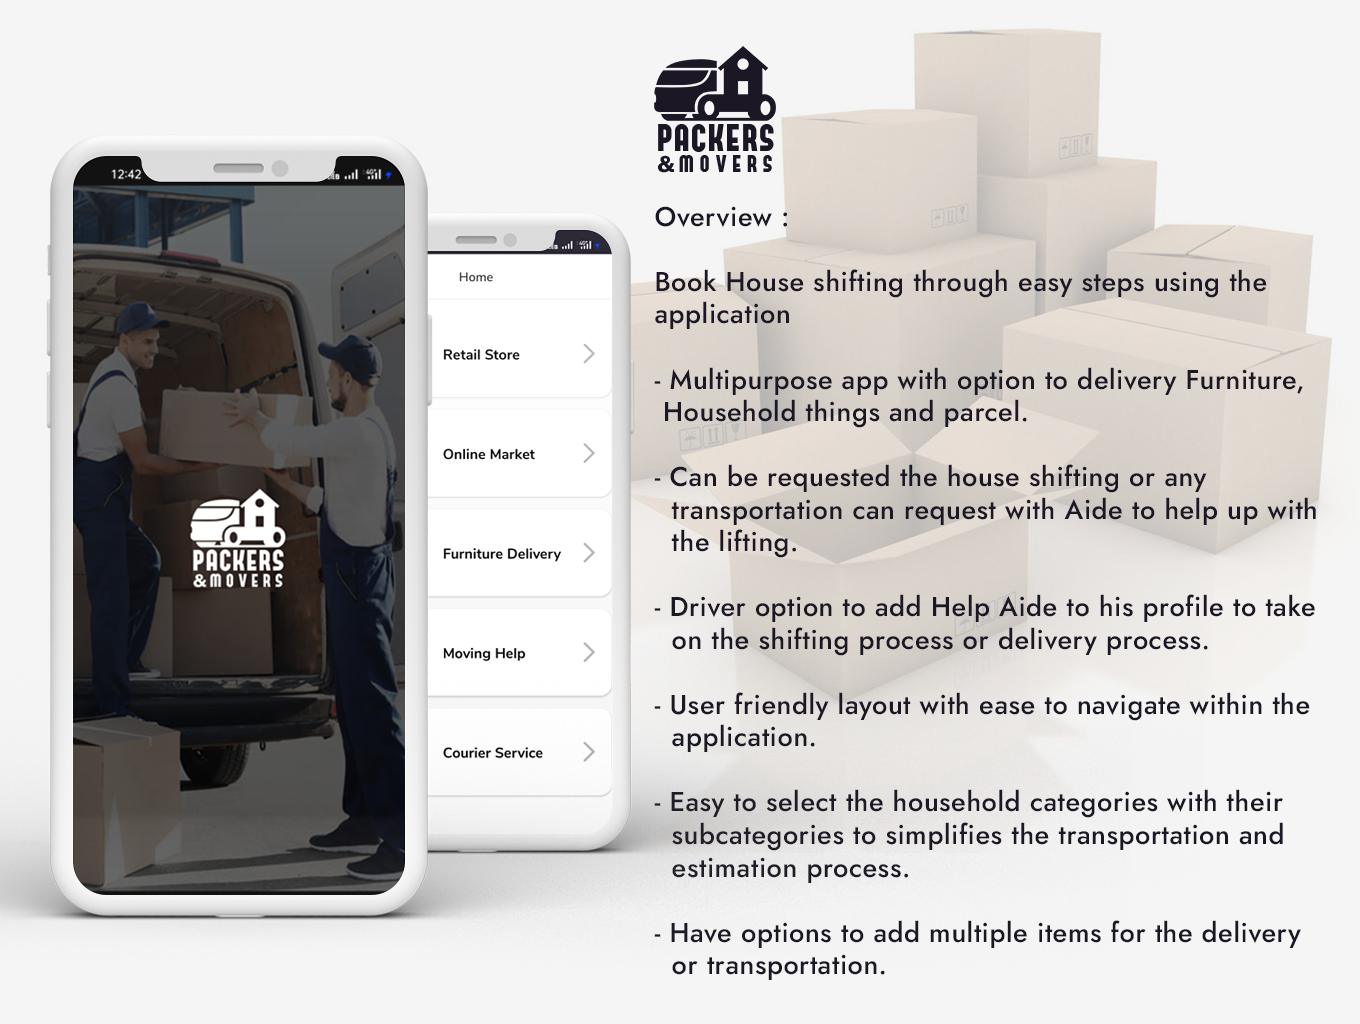 12:42
PACKERS
&MOVERS
Home
Retail Store
Online Market
Furniture Delivery
Moving Help
Courier Service
PACKERS
&MOVERS
Overview :
Book House shifting through easy steps using the
application
- Multipurpose app with option to delivery Furniture,
Household things and parcel.
- Can be requested the house shifting or any
transportation can request with Aide to help up with
the lifting.
- Driver option to add Help Aide to his profile to take
on the shifting process or delivery process.
- User friendly layout with ease to navigate within the
application.
- Easy to select the household categories with their
subcategories to simplifies the transportation and
estimation process.
- Have options to add multiple items for the delivery
or transportation.